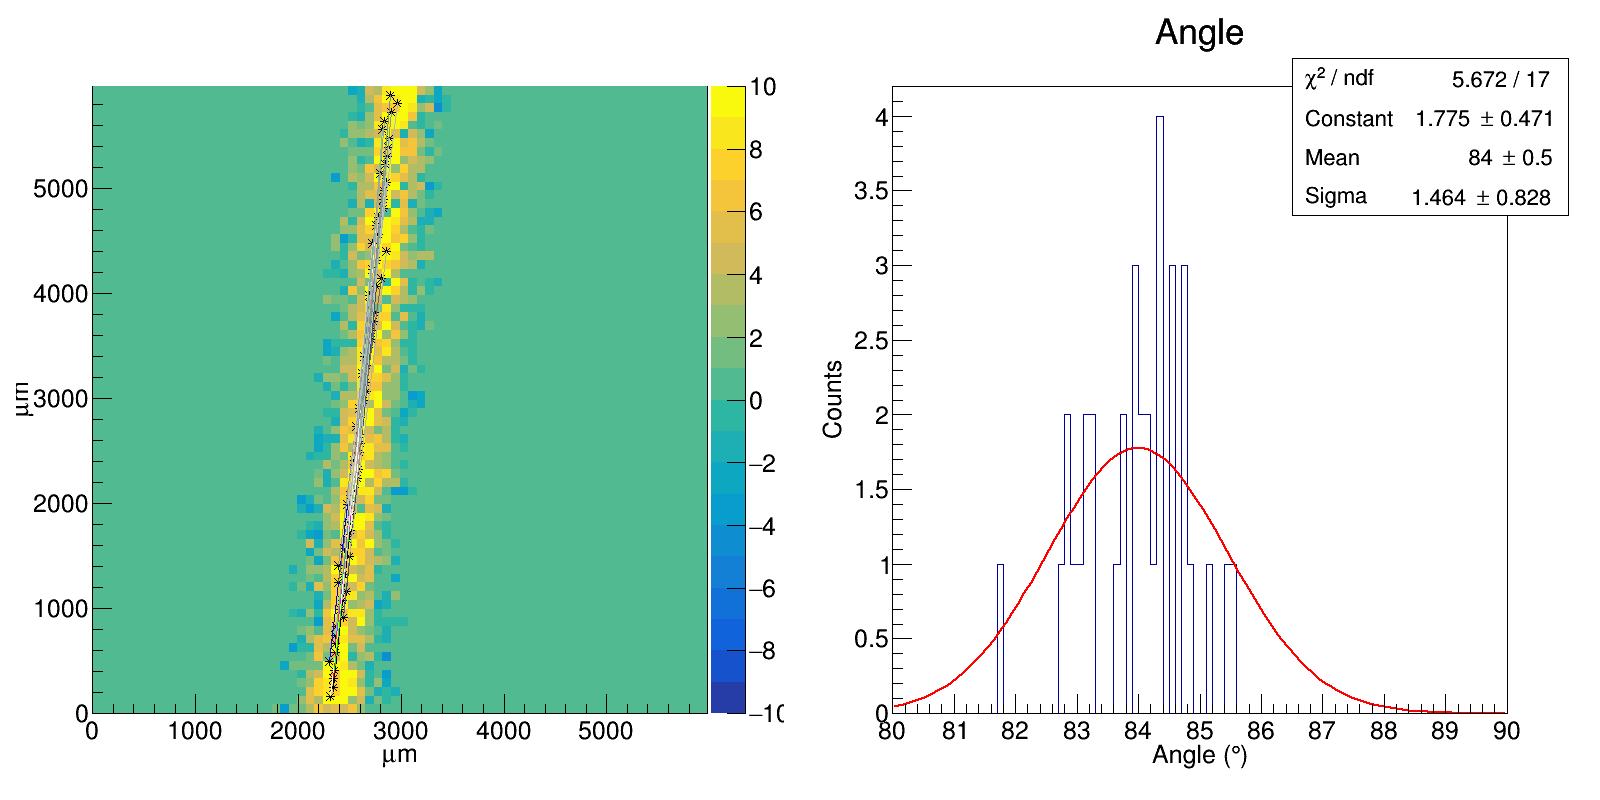 Angle
χ² / ndf 5.672 / 17
Constant 1.775 ± 0.471
Mean 84 ± 0.5
Sigma 1.464 ± 0.828
5000
4000
3000
2000
1000
0
μm
0 1000 2000 3000 4000 5000
μm
10
8
6
4
2
0
−2
−4
−6
−8
−10
4
3.5
3
2.5
2
1.5
1
0.5
0
Counts
80 81 82 83 84 85 86 87 88 89 90
Angle (°)